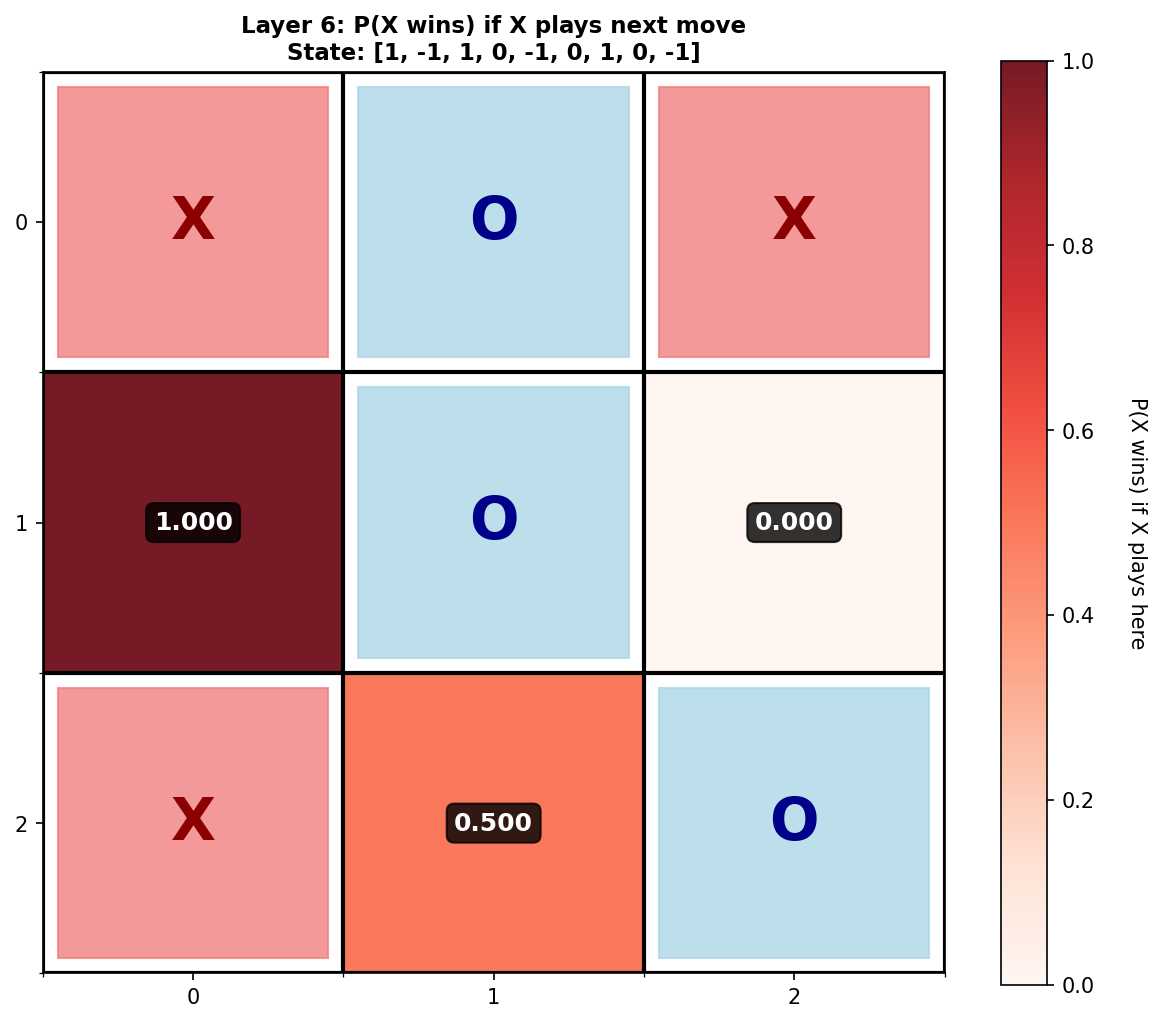 Layer 6: P(X wins) if X plays next move
State: [1, -1, 1, 0, -1, 0, 1, 0, -1]
0
X
O
X
1
1.000
O
0.000
2
X
0.500
O
0
1
2
1.0
0.8
0.6
0.4
0.2
0.0
P(X wins) if X plays here